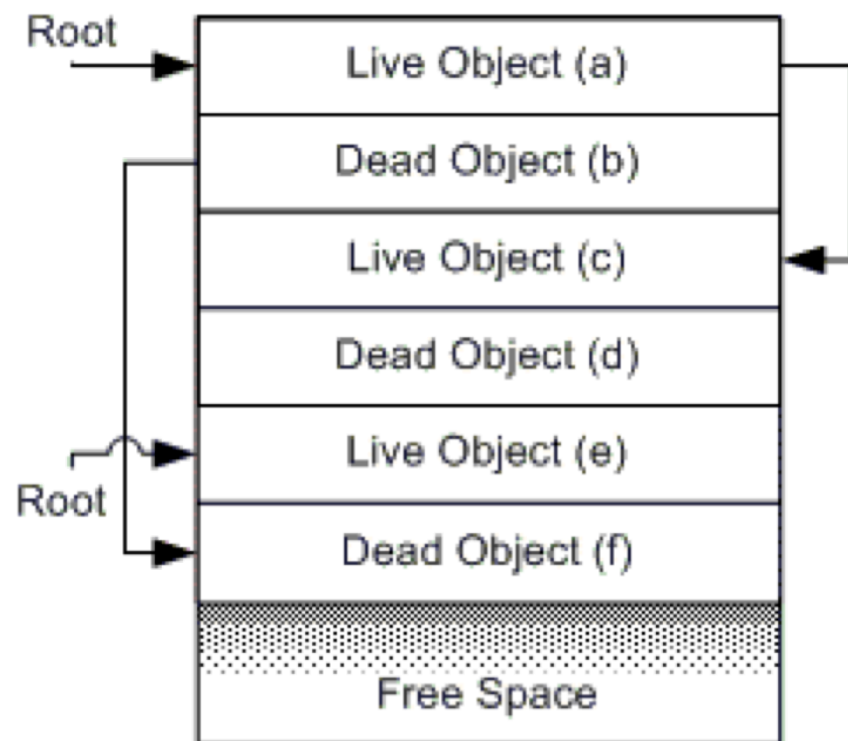 Root
Live Object (a)
Dead Object (b)
Live Object (c)
Dead Object (d)
Live Object (e)
Root
Dead Object (f)
Free Space